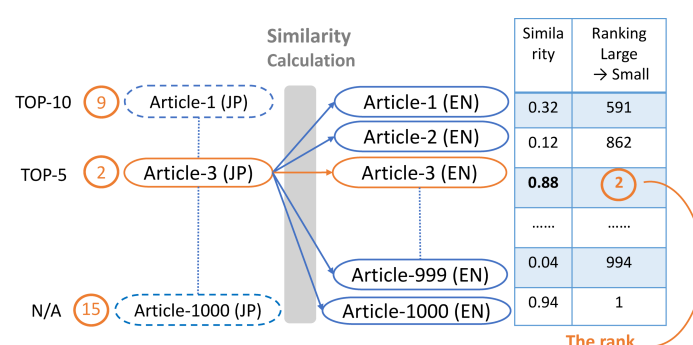 Similarity
Calculation
Simila
rity
Ranking
Large
→ Small
TOP-10
9
Article-1 (JP)
Article-1 (EN)
0.32
591
Article-2 (EN)
0.12
862
TOP-5
2
Article-3 (JP)
Article-3 (EN)
0.88
2
......
......
Article-999 (EN)
0.04
994
N/A
15
Article-1000 (JP)
Article-1000 (EN)
0.94
1
The rank